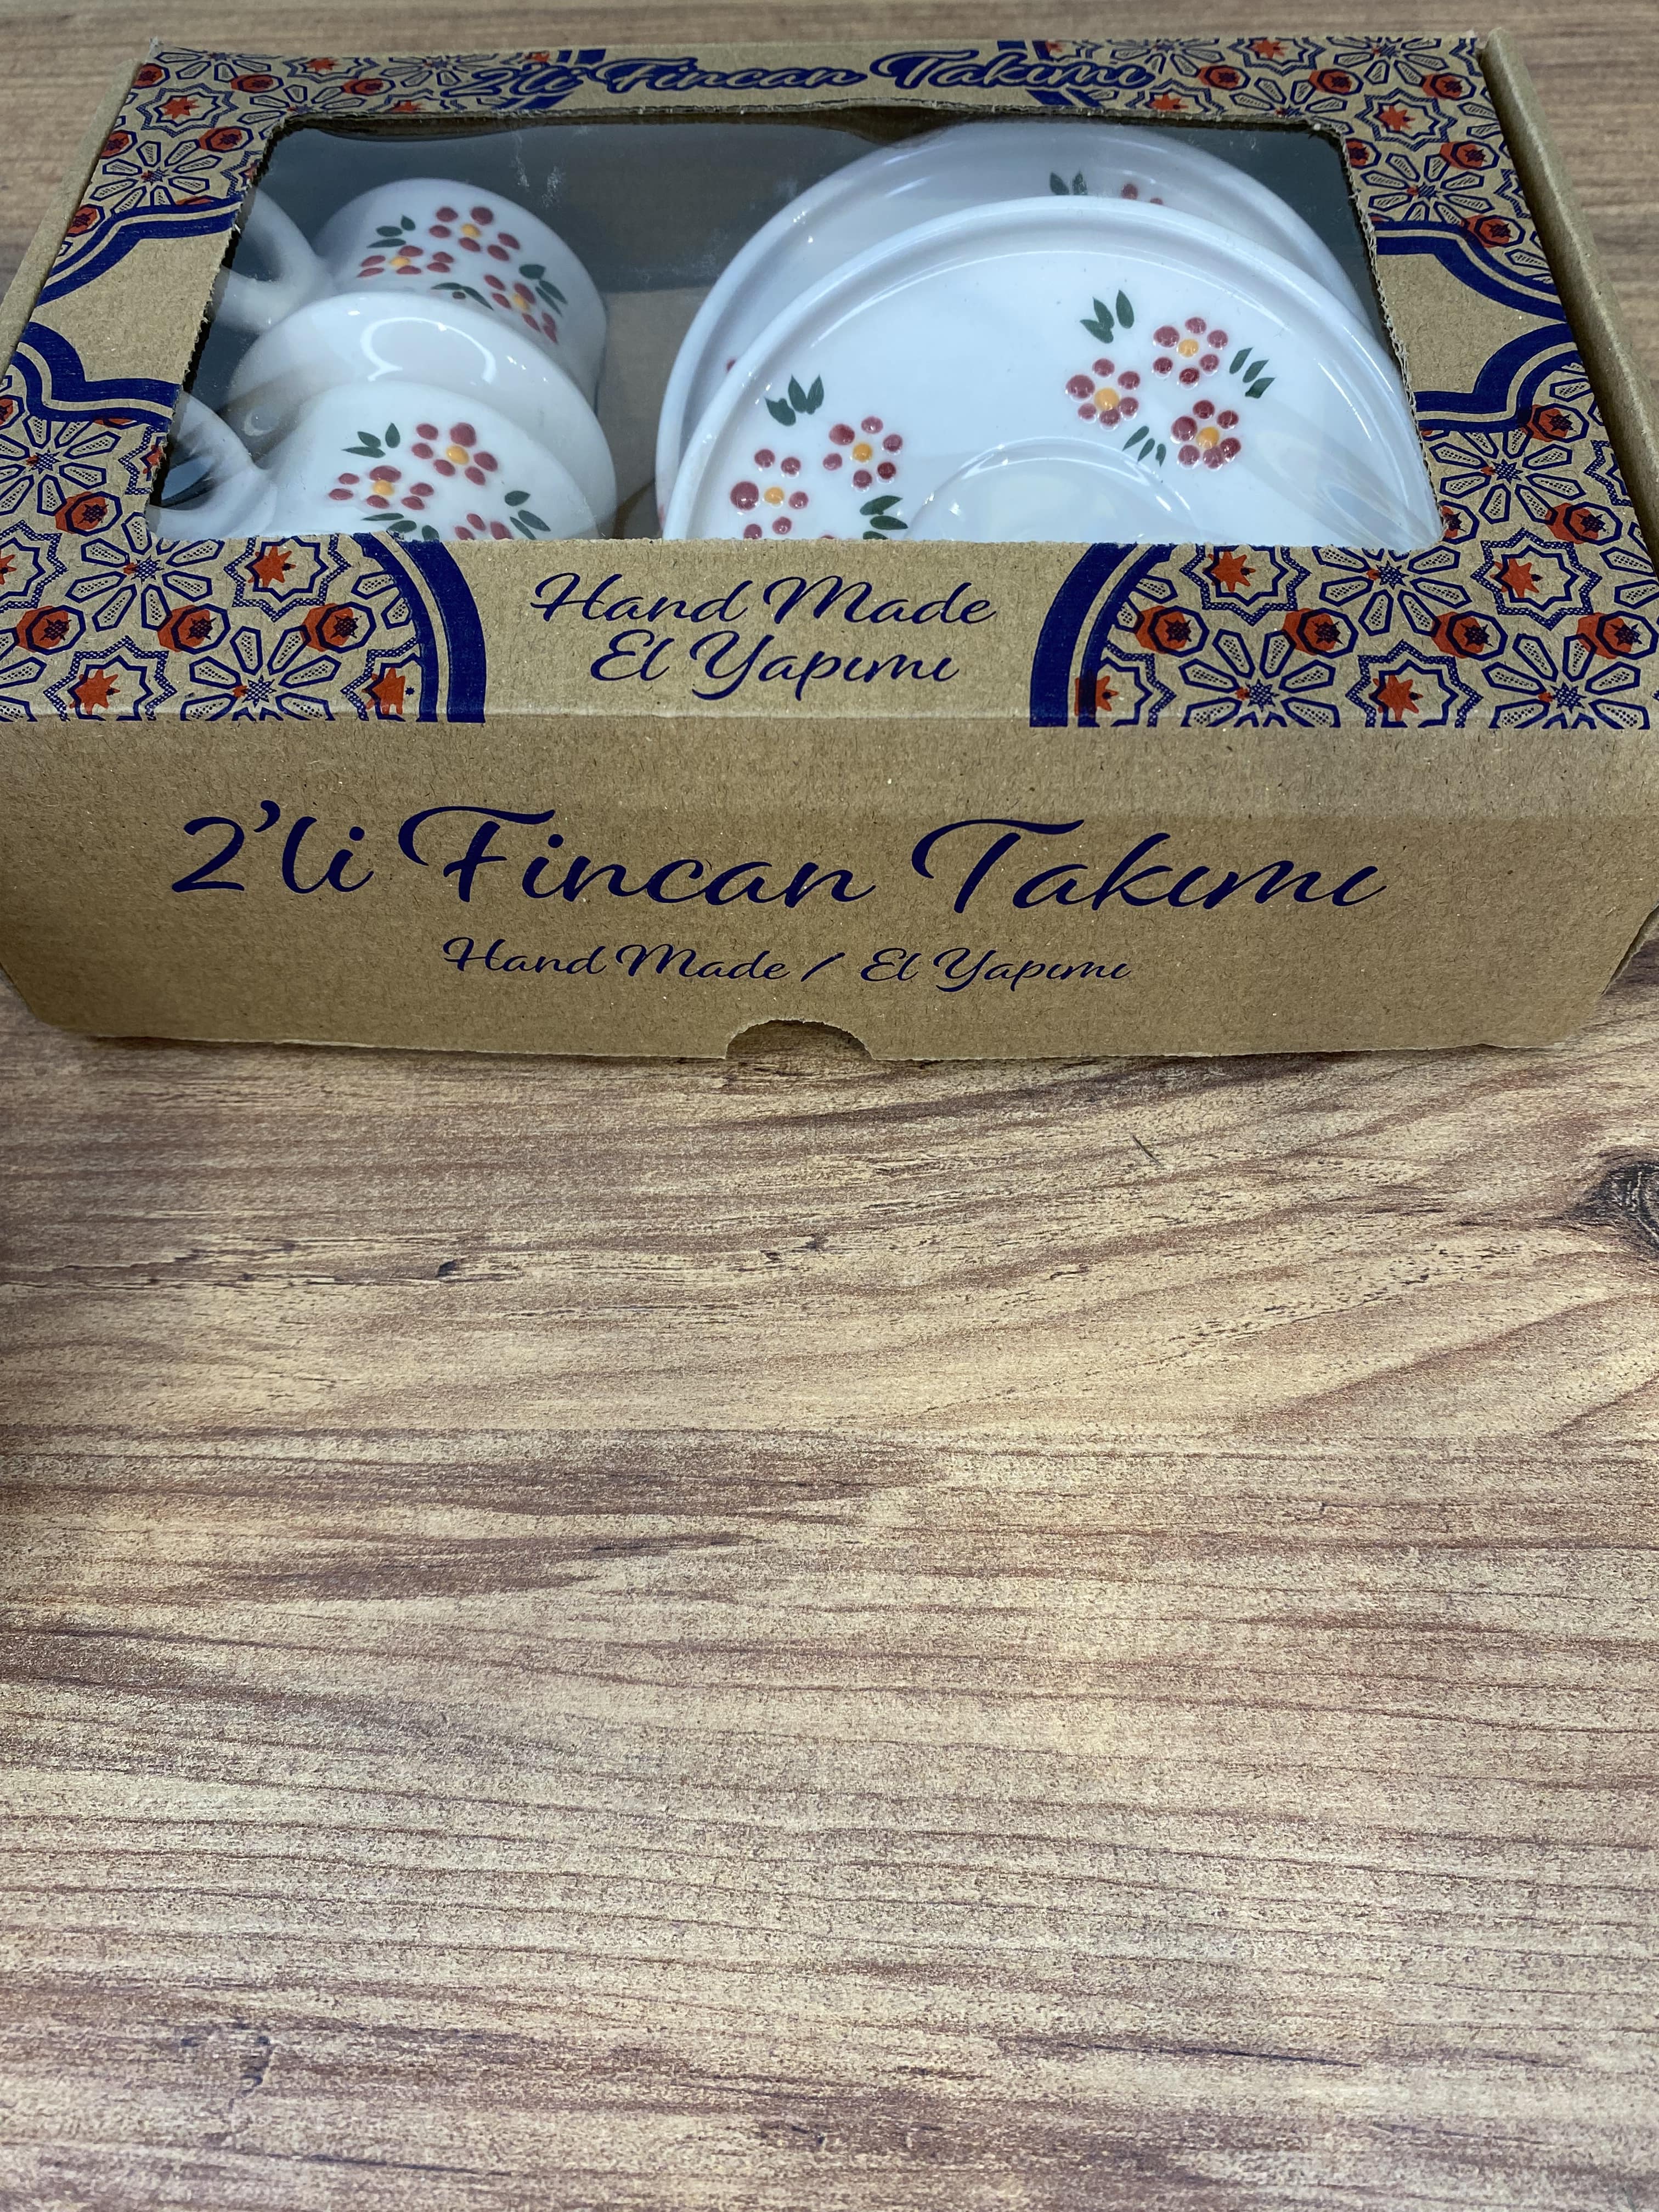 2'li Fincan Takımı
Hand Made
El Yapımı
2'li Fincan Takımı
Hand Made / El Yapımı